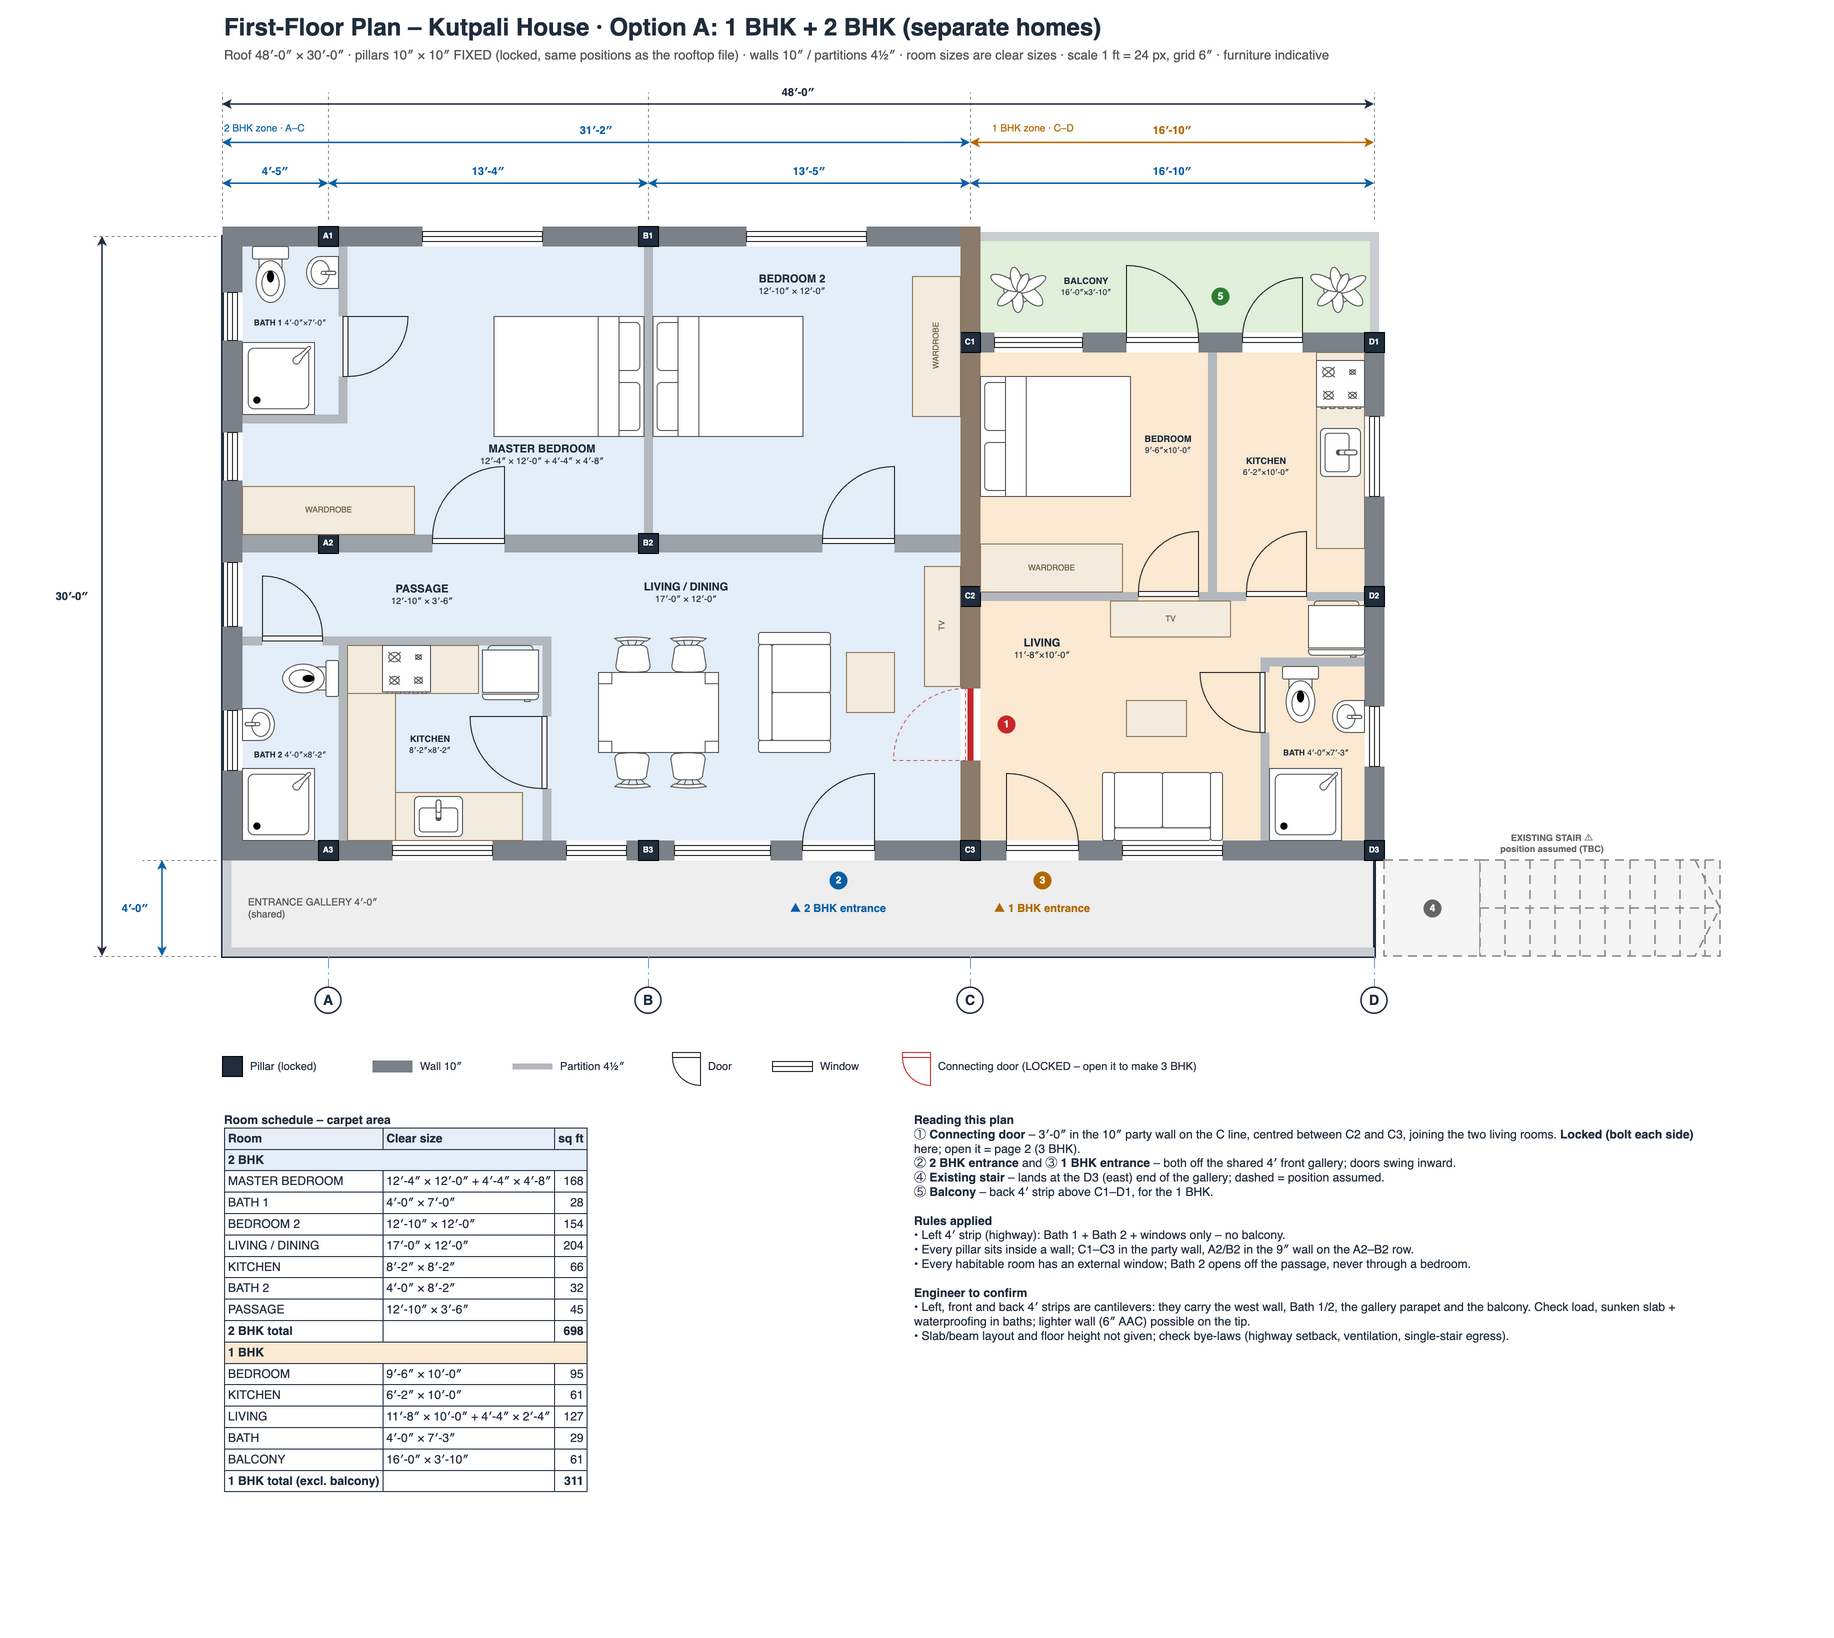 First-Floor Plan – Kutpali House · Option A: 1 BHK + 2 BHK (separate homes)
Roof 48′-0″ × 30′-0″ · pillars 10″ × 10″ FIXED (locked, same positions as the rooftop file) · walls 10″ / partitions 4½″ · room sizes are clear sizes · scale 1 ft = 24 px, grid 6″ · furniture indicative
48′-0″
2 BHK zone · A–C
31′-2″
1 BHK zone · C–D
16′-10″
4′-5″
13′-4″
13′-5″
16′-10″
30′-0″
A1
B1
BEDROOM 2
12′-10″ × 12′-0″
BALCONY
16′-0″×3′-10″
5
BATH 1 4′-0″×7′-0″
WARDROBE
C1
D1
MASTER BEDROOM
12′-4″ × 12′-0″ + 4′-4″ × 4′-8″
BEDROOM
9′-6″×10′-0″
KITCHEN
6′-2″×10′-0″
WARDROBE
A2
B2
WARDROBE
PASSAGE
12′-10″ × 3′-6″
LIVING / DINING
17′-0″ × 12′-0″
C2
D2
TV
TV
LIVING
11′-8″×10′-0″
1
KITCHEN
8′-2″×8′-2″
BATH 2 4′-0″×8′-2″
BATH 4′-0″×7′-3″
A3
B3
C3
D3
EXISTING STAIR ⚠
position assumed (TBC)
4′-0″
ENTRANCE GALLERY 4′-0″
(shared)
2
▲ 2 BHK entrance
3
▲ 1 BHK entrance
4
A
B
C
D
Pillar (locked)
Wall 10″
Partition 4½″
Door
Window
Connecting door (LOCKED – open it to make 3 BHK)
Room schedule – carpet area
Room Clear size sq ft
2 BHK
MASTER BEDROOM 12′-4″ × 12′-0″ + 4′-4″ × 4′-8″ 168
BATH 1 4′-0″ × 7′-0″ 28
BEDROOM 2 12′-10″ × 12′-0″ 154
LIVING / DINING 17′-0″ × 12′-0″ 204
KITCHEN 8′-2″ × 8′-2″ 66
BATH 2 4′-0″ × 8′-2″ 32
PASSAGE 12′-10″ × 3′-6″ 45
2 BHK total 698
1 BHK
BEDROOM 9′-6″ × 10′-0″ 95
KITCHEN 6′-2″ × 10′-0″ 61
LIVING 11′-8″ × 10′-0″ + 4′-4″ × 2′-4″ 127
BATH 4′-0″ × 7′-3″ 29
BALCONY 16′-0″ × 3′-10″ 61
1 BHK total (excl. balcony) 311
Reading this plan
① Connecting door – 3′-0″ in the 10″ party wall on the C line, centred between C2 and C3, joining the two living rooms. Locked (bolt each side)
here; open it = page 2 (3 BHK).
② 2 BHK entrance and ③ 1 BHK entrance – both off the shared 4′ front gallery; doors swing inward.
④ Existing stair – lands at the D3 (east) end of the gallery; dashed = position assumed.
⑤ Balcony – back 4′ strip above C1–D1, for the 1 BHK.
Rules applied
• Left 4′ strip (highway): Bath 1 + Bath 2 + windows only – no balcony.
• Every pillar sits inside a wall; C1–C3 in the party wall, A2/B2 in the 9″ wall on the A2–B2 row.
• Every habitable room has an external window; Bath 2 opens off the passage, never through a bedroom.
Engineer to confirm
• Left, front and back 4′ strips are cantilevers: they carry the west wall, Bath 1/2, the gallery parapet and the balcony. Check load, sunken slab +
waterproofing in baths; lighter wall (6″ AAC) possible on the tip.
• Slab/beam layout and floor height not given; check bye-laws (highway setback, ventilation, single-stair egress).